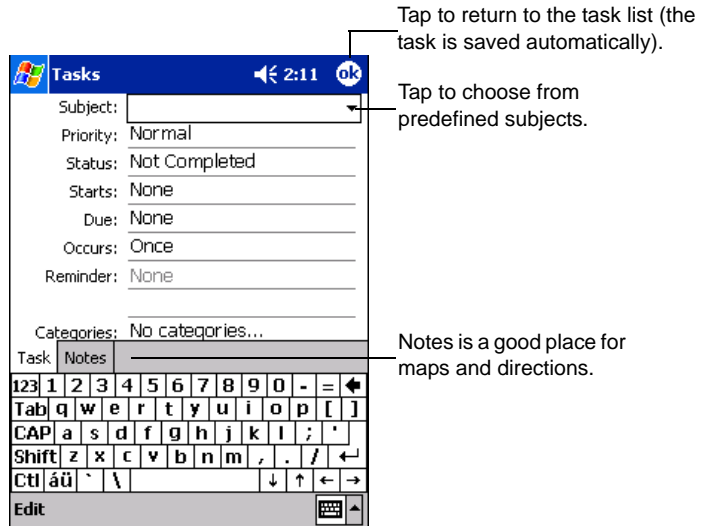 Tap to return to the task list (the
task is saved automatically).
Tasks 2:11 ok
Tap to choose from
predefined subjects.
Subject:
Priority: Normal
Status: Not Completed
Starts: None
Due: None
Occurs: Once
Reminder: None
Categories: No categories...
Notes is a good place for
maps and directions.
Task Notes
123 1 2 3 4 5 6 7 8 9 0 - =
Tab q w e r t y u i o p [ ]
CAP a s d f g h j k l ; '
Shift z x c v b n m , . /
Ctl áü ` \
Edit